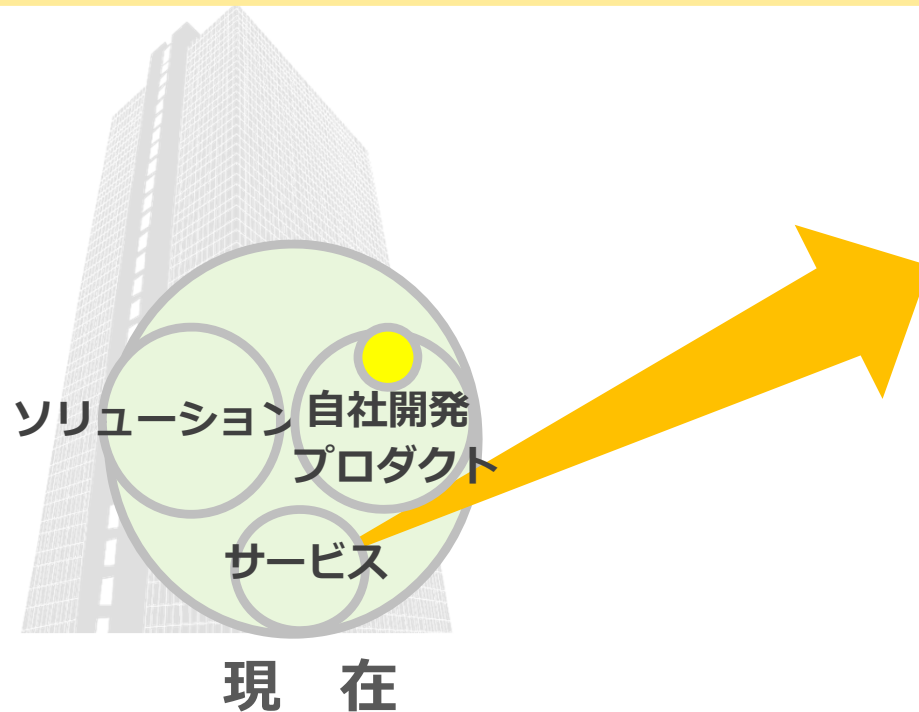 ソリューション
自社開発
プロダクト
サービス
現　在